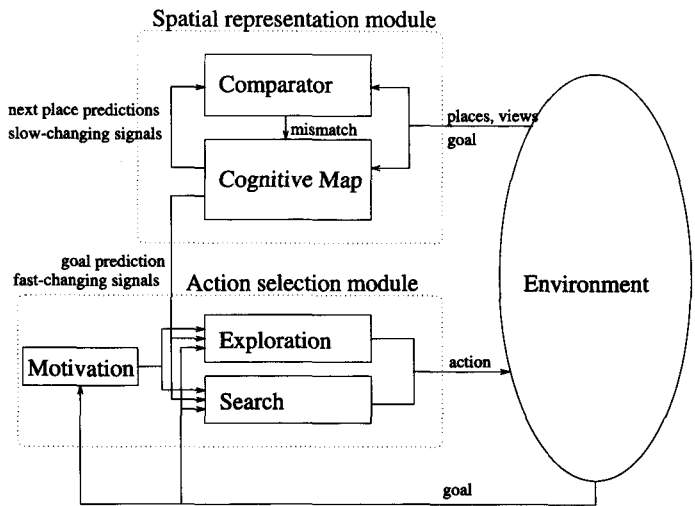 Spatial representation module
Comparator
next place predictions
slow-changing signals
mismatch
places, views
goal
Cognitive Map
goal prediction
fast-changing signals
Action selection module
Environment
Exploration
Motivation
action
Search
goal